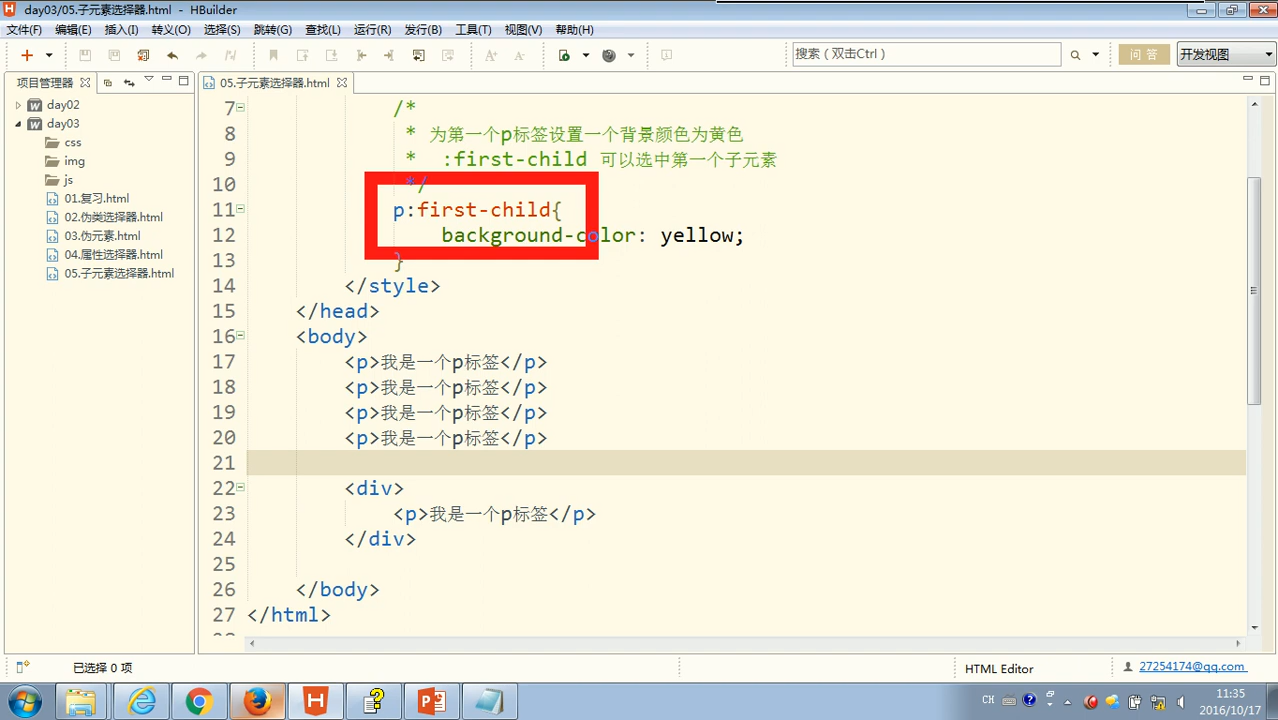 day03/05.子元素选择器.html - HBuilder
文件(F) 编辑(E) 插入(I) 转义(O) 选择(S) 跳转(G) 查找(L) 运行(R) 发行(B) 工具(T) 视图(V) 帮助(H)
搜索（双击Ctrl） 问 答 开发视图
项目管理器 05.子元素选择器.html
day02
day03
css
img
js
01.复习.html
02.伪类选择器.html
03.伪元素.html
04.属性选择器.html
05.子元素选择器.html
7 /*
8 * 为第一个p标签设置一个背景颜色为黄色
9 * :first-child 可以选中第一个子元素
10 */
11 p:first-child{
12 background-color: yellow;
13 }
14 </style>
15 </head>
16 <body>
17 <p>我是一个p标签</p>
18 <p>我是一个p标签</p>
19 <p>我是一个p标签</p>
20 <p>我是一个p标签</p>
21
22 <div>
23 <p>我是一个p标签</p>
24 </div>
25
26 </body>
27 </html>
已选择 0 项 HTML Editor 27254174@qq.com
CH 11:35
2016/10/17